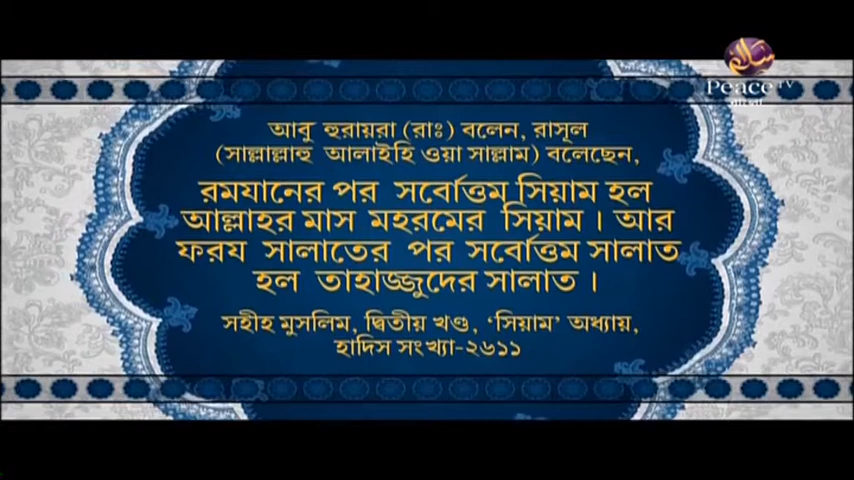 Peace TV
বাংলা
আবু হুরায়রা (রাঃ) বলেন, রাসূল
(সাল্লাল্লাহু আলাইহি ওয়া সাল্লাম) বলেছেন,
রমযানের পর সর্বোত্তম সিয়াম হল
আল্লাহর মাস মহরমের সিয়াম। আর
ফরয সালাতের পর সর্বোত্তম সালাত
হল তাহাজ্জুদের সালাত।
সহীহ মুসলিম, দ্বিতীয় খণ্ড, ‘সিয়াম’ অধ্যায়,
হাদিস সংখ্যা-২৬১১